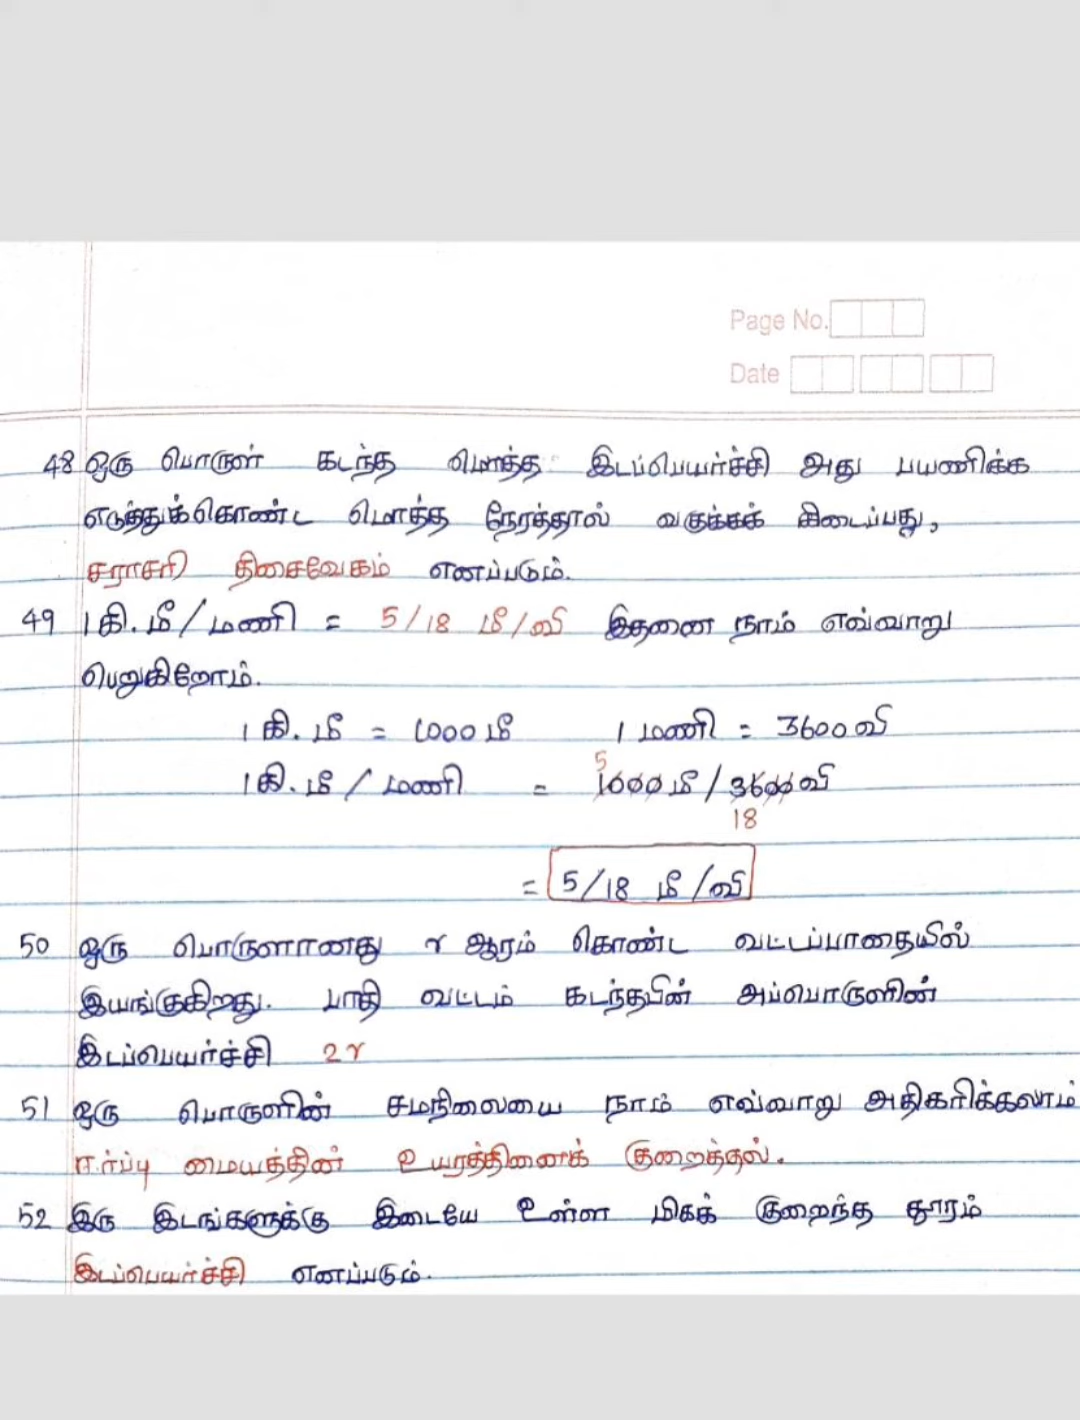 Page No.
Date
48 ஒரு பொருள் கடந்த மொத்த இடப்பெயர்ச்சி அது பயணிக்க
எடுத்துக்கொண்ட மொத்த நேரத்தால் வகுக்கக் கிடைப்பது,
சராசரி திசைவேகம் எனப்படும்.
49 1 கி.மீ / மணி = 5/18 மீ/வி இதனை நாம் எவ்வாறு
பெறுகிறோம்.
1 கி.மீ = 1000 மீ 1 மணி = 3600 வி
5
1 கி.மீ / மணி = 1000 மீ / 3600 வி
18
= 5/18 மீ/வி
50 ஒரு பொருளானது r ஆரம் கொண்ட வட்டப்பாதையில்
இயங்குகிறது. பாதி வட்டம் கடந்தபின் அப்பொருளின்
இடப்பெயர்ச்சி 2r
51 ஒரு பொருளின் சமநிலையை நாம் எவ்வாறு அதிகரிக்கலாம்
ஈர்ப்பு மையத்தின் உயரத்தினைக் குறைத்தல்.
52 இரு இடங்களுக்கு இடையே உள்ள மிகக் குறைந்த தூரம்
இடப்பெயர்ச்சி எனப்படும்.